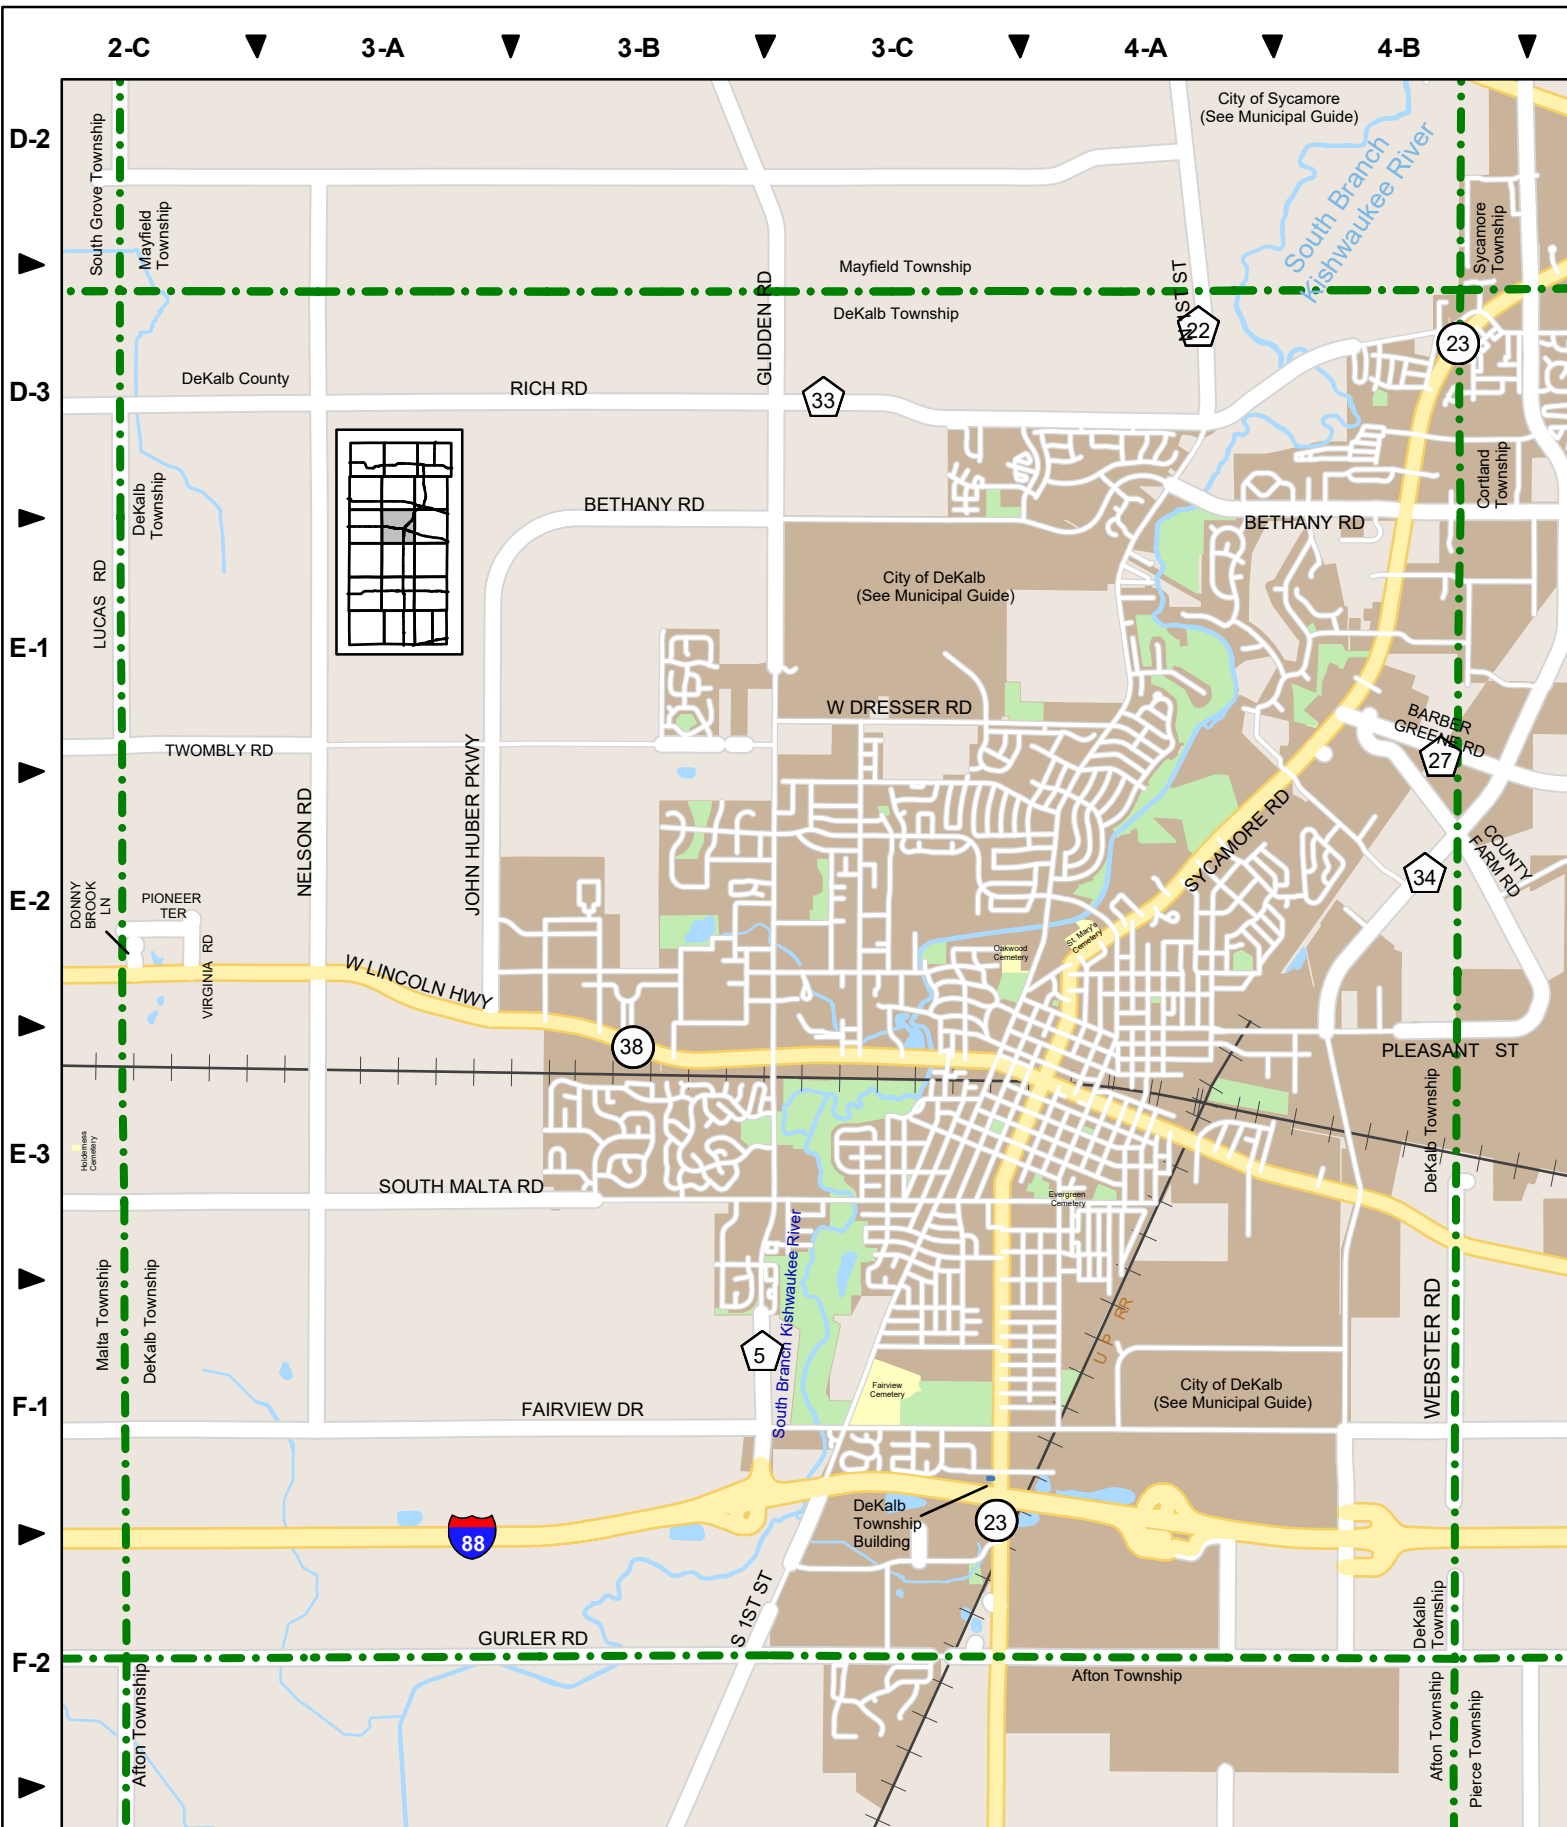 2-C
3-A
3-B
3-C
4-A
4-B
D-2
D-3
E-1
E-2
E-3
F-1
F-2
City of Sycamore
(See Municipal Guide)
South Branch
Kishwaukee River
South Grove Township
Mayfield
Township
Sycamore
Township
Mayfield Township
DeKalb Township
GLIDDEN RD
N 1ST ST
22
23
DeKalb County
RICH RD
33
DeKalb
Township
Cortland
Township
BETHANY RD
BETHANY RD
LUCAS RD
City of DeKalb
(See Municipal Guide)
W DRESSER RD
BARBER
GREENE RD
27
TWOMBLY RD
JOHN HUBER PKWY
NELSON RD
SYCAMORE RD
COUNTY
FARM RD
34
DONNY
BROOK
LN
PIONEER
TER
VIRGINIA RD
St. Mary's
Cemetery
Oakwood
Cemetery
W LINCOLN HWY
38
PLEASANT ST
DeKalb Township
Holderness
Cemetery
SOUTH MALTA RD
Evergreen
Cemetery
South Branch Kishwaukee River
Malta Township
DeKalb Township
U P RR
WEBSTER RD
5
Fairview
Cemetery
City of DeKalb
(See Municipal Guide)
FAIRVIEW DR
DeKalb
Township
Building
23
88
S 1ST ST
DeKalb
Township
GURLER RD
Afton Township
Afton Township
Afton Township
Pierce Township